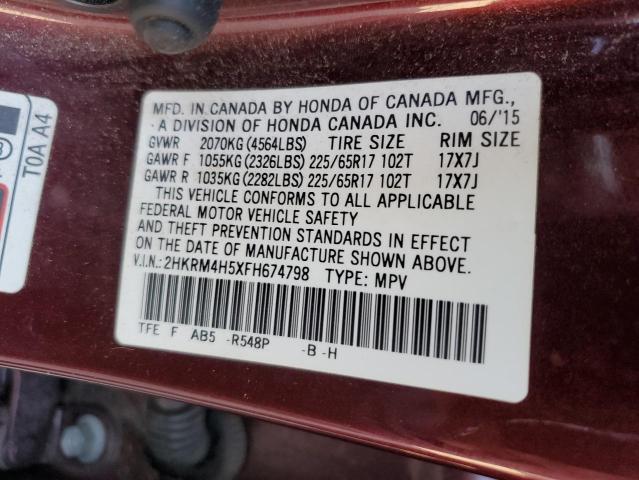 MFD. IN CANADA BY HONDA OF CANADA MFG.,
A DIVISION OF HONDA CANADA INC. 06/'15
GVWR 2070KG (4564LBS) TIRE SIZE RIM SIZE
GAWR F 1055KG (2326LBS) 225/65R17 102T 17X7J
GAWR R 1035KG (2282LBS) 225/65R17 102T 17X7J
THIS VEHICLE CONFORMS TO ALL APPLICABLE
FEDERAL MOTOR VEHICLE SAFETY
AND THEFT PREVENTION STANDARDS IN EFFECT
ON THE DATE OF MANUFACTURE SHOWN ABOVE.
V.I.N.: 2HKRM4H5XFH674798 TYPE: MPV
TFE F AB5 -R548P -B -H
T0A A4